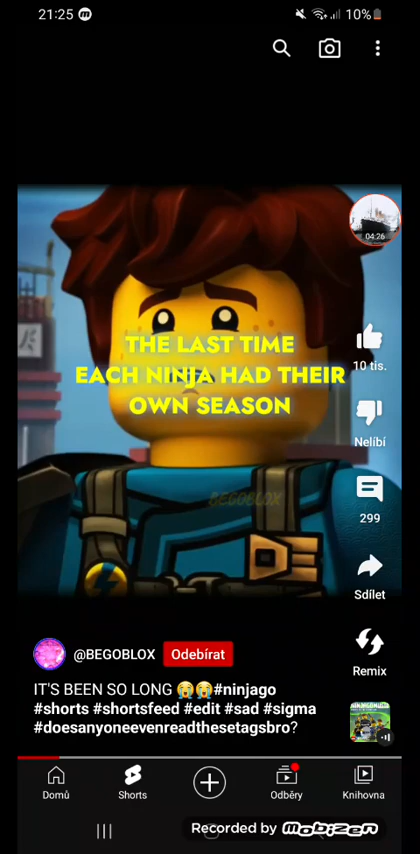 21:25
10%
04:26
THE LAST TIME
EACH NINJA HAD THEIR
OWN SEASON
10 tis.
Nelíbí
BEGOBLOX
299
Sdílet
@BEGOBLOX
Odebírat
Remix
IT'S BEEN SO LONG 😭😭#ninjago
#shorts #shortsfeed #edit #sad #sigma
#doesanyoneevenreadthesetagsbro?
Domů
Shorts
Odběry
Knihovna
Recorded by Mobizen